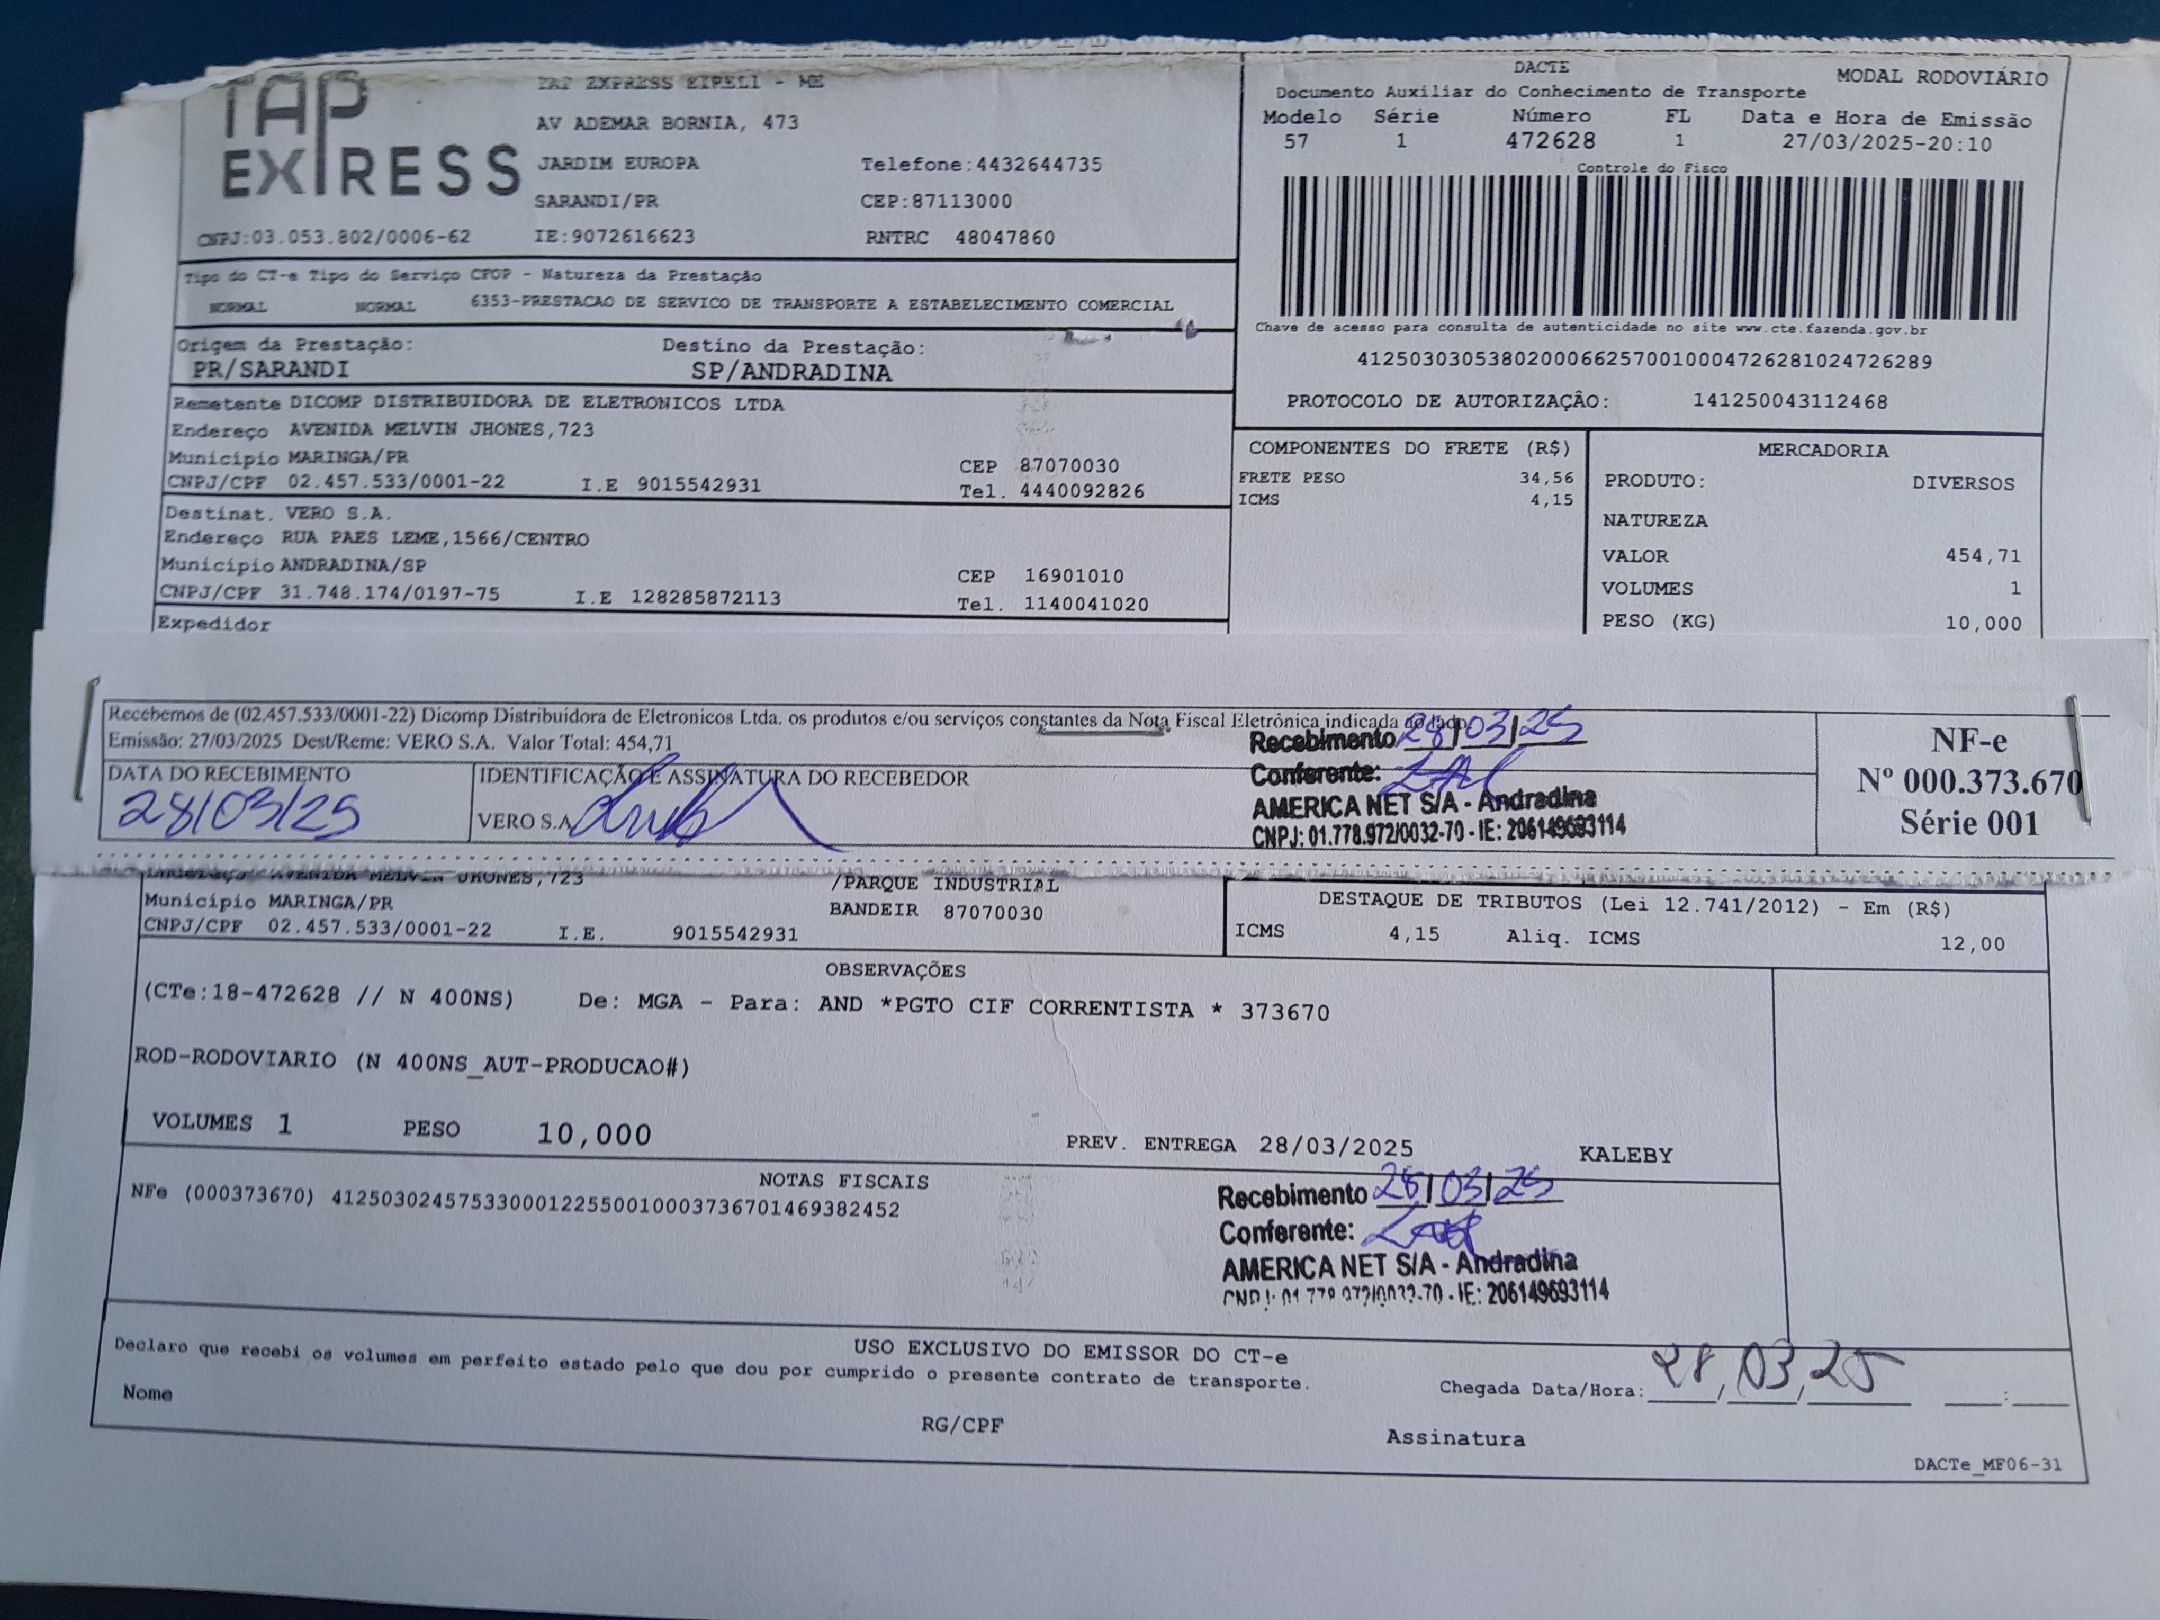 TAP EXPRESS
TAP EXPRESS EIRELI - ME
AV ADEMAR BORNIA, 473
JARDIM EUROPA Telefone:4432644735
SARANDI/PR CEP:87113000
CNPJ:03.053.802/0006-62 IE:9072616623 RNTRC 48047860
DACTE
Documento Auxiliar do Conhecimento de Transporte MODAL RODOVIÁRIO
Modelo Série Número FL Data e Hora de Emissão
57 1 472628 1 27/03/2025-20:10
Controle do Fisco
Chave de acesso para consulta de autenticidade no site www.cte.fazenda.gov.br
41250303053802000662570010004726281024726289
PROTOCOLO DE AUTORIZAÇÃO: 141250043112468
Tipo do CT-e Tipo do Serviço CFOP - Natureza da Prestação
NORMAL NORMAL 6353-PRESTACAO DE SERVICO DE TRANSPORTE A ESTABELECIMENTO COMERCIAL
Origem da Prestação: Destino da Prestação:
PR/SARANDI SP/ANDRADINA
Remetente DICOMP DISTRIBUIDORA DE ELETRONICOS LTDA
Endereço AVENIDA MELVIN JHONES,723
Município MARINGA/PR CEP 87070030
CNPJ/CPF 02.457.533/0001-22 I.E 9015542931 Tel. 4440092826
Destinat. VERO S.A.
Endereço RUA PAES LEME,1566/CENTRO
Município ANDRADINA/SP CEP 16901010
CNPJ/CPF 31.748.174/0197-75 I.E 128285872113 Tel. 1140041020
Expedidor
COMPONENTES DO FRETE (R$)
FRETE PESO 34,56
ICMS 4,15
MERCADORIA
PRODUTO: DIVERSOS
NATUREZA
VALOR 454,71
VOLUMES 1
PESO (KG) 10,000
Recebemos de (02.457.533/0001-22) Dicomp Distribuidora de Eletronicos Ltda. os produtos e/ou serviços constantes da Nota Fiscal Eletrônica indicada ao lado
Emissão: 27/03/2025 Dest/Reme: VERO S.A. Valor Total: 454,71
DATA DO RECEBIMENTO IDENTIFICAÇÃO E ASSINATURA DO RECEBEDOR
28/03/25 VERO S.A
Recebimento 28/03/25
Conferente:
AMERICA NET S/A - Andradina
CNPJ: 01.778.972/0032-70 - IE: 206149693114
NF-e
Nº 000.373.670
Série 001
Endereço AVENIDA MELVIN JHONES,723 /PARQUE INDUSTRIAL
Município MARINGA/PR BANDEIR 87070030
CNPJ/CPF 02.457.533/0001-22 I.E. 9015542931
DESTAQUE DE TRIBUTOS (Lei 12.741/2012) - Em (R$)
ICMS 4,15 Aliq. ICMS 12,00
OBSERVAÇÕES
(CTe:18-472628 // N 400NS) De: MGA - Para: AND *PGTO CIF CORRENTISTA * 373670
ROD-RODOVIARIO (N 400NS_AUT-PRODUCAO#)
VOLUMES 1 PESO 10,000 PREV. ENTREGA 28/03/2025 KALEBY
NOTAS FISCAIS
NFe (000373670) 41250302457533000122550010003736701469382452
Recebimento 28/03/25
Conferente:
AMERICA NET S/A - Andradina
CNPJ: 01.778.972/0032-70 - IE: 206149693114
USO EXCLUSIVO DO EMISSOR DO CT-e
Declaro que recebi os volumes em perfeito estado pelo que dou por cumprido o presente contrato de transporte.
Nome RG/CPF Assinatura
Chegada Data/Hora: 28/03/25 :
DACTe_MF06-31